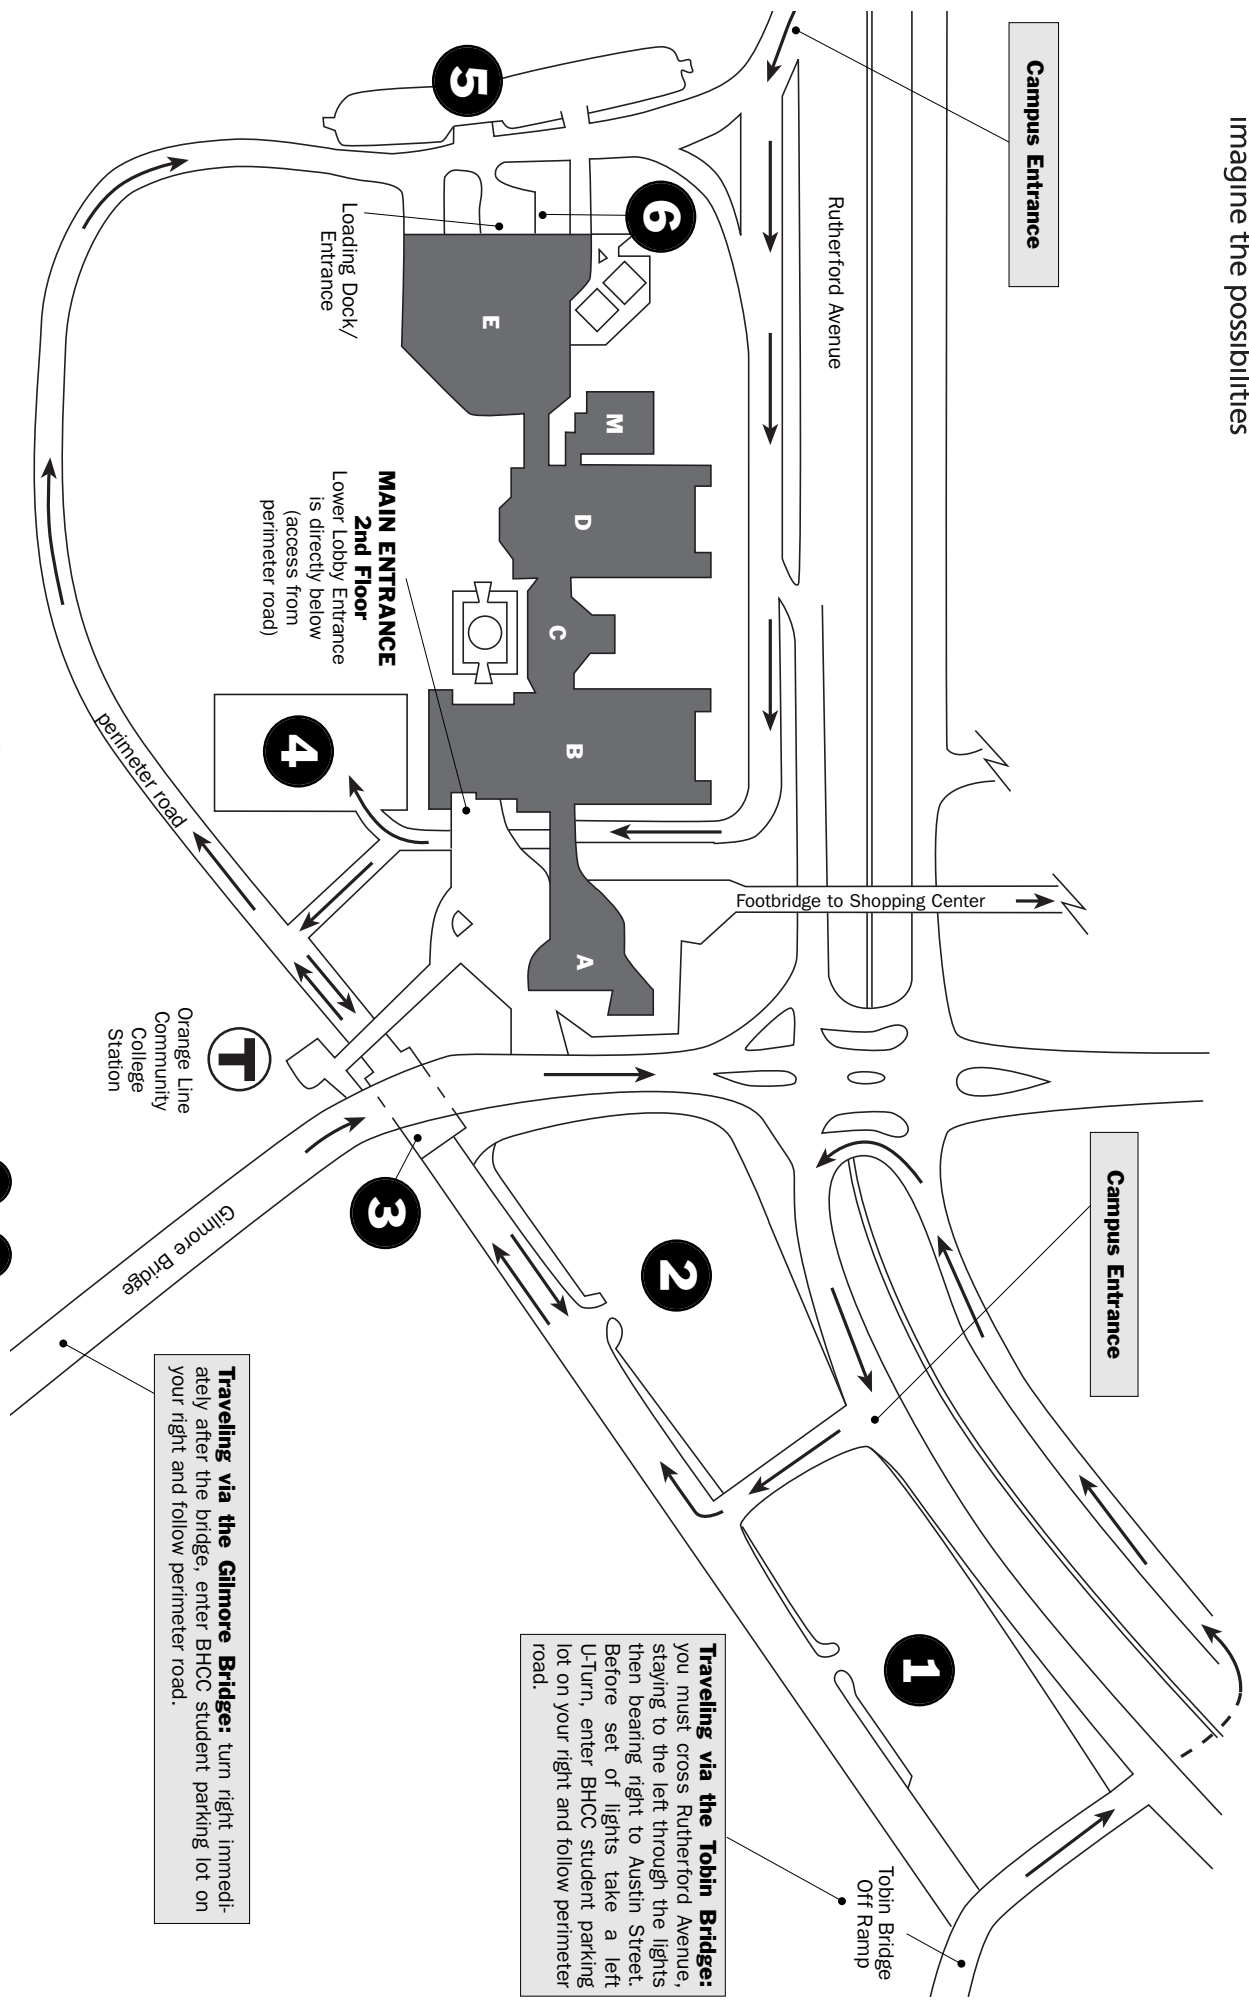 imagine the possibilities
Campus Entrance
Rutherford Avenue
5
6
Loading Dock/
Entrance
E
M
D
C
B
A
MAIN ENTRANCE
2nd Floor
Lower Lobby Entrance
is directly below
(access from
perimeter road)
4
perimeter road
Footbridge to Shopping Center
T
Orange Line
Community
College
Station
3
Gilmore Bridge
2
Campus Entrance
1
Traveling via the Gilmore Bridge: turn right immedi-
ately after the bridge, enter BHCC student parking lot on
your right and follow perimeter road.
Traveling via the Tobin Bridge:
you must cross Rutherford Avenue,
staying to the left through the lights
then bearing right to Austin Street.
Before set of lights take a left
U-Turn, enter BHCC student parking
lot on your right and follow perimeter
road.
Tobin Bridge
Off Ramp